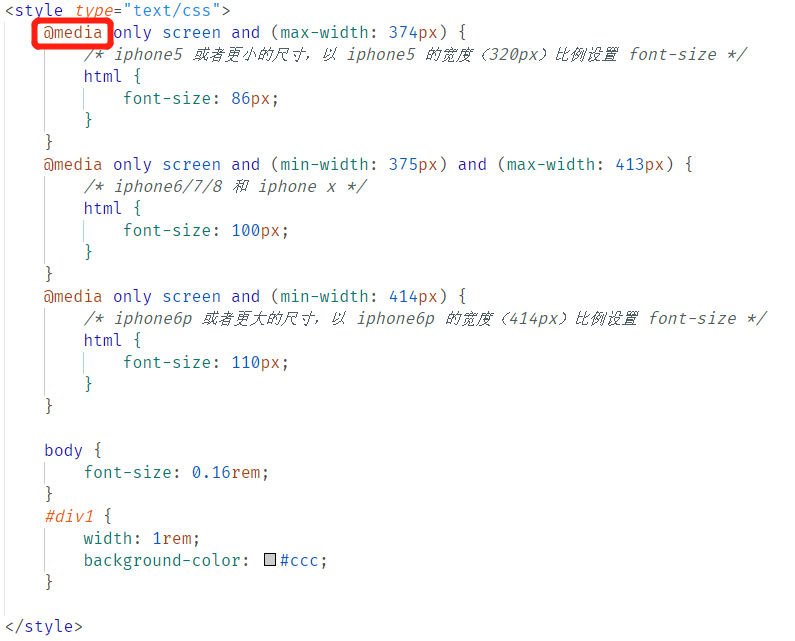 <style type="text/css">
@media only screen and (max-width: 374px) {
/* iphone5 或者更小的尺寸，以 iphone5 的宽度（320px）比例设置 font-size */
html {
font-size: 86px;
}
}
@media only screen and (min-width: 375px) and (max-width: 413px) {
/* iphone6/7/8 和 iphone x */
html {
font-size: 100px;
}
}
@media only screen and (min-width: 414px) {
/* iphone6p 或者更大的尺寸，以 iphone6p 的宽度（414px）比例设置 font-size */
html {
font-size: 110px;
}
}
body {
font-size: 0.16rem;
}
#div1 {
width: 1rem;
background-color: #ccc;
}
</style>